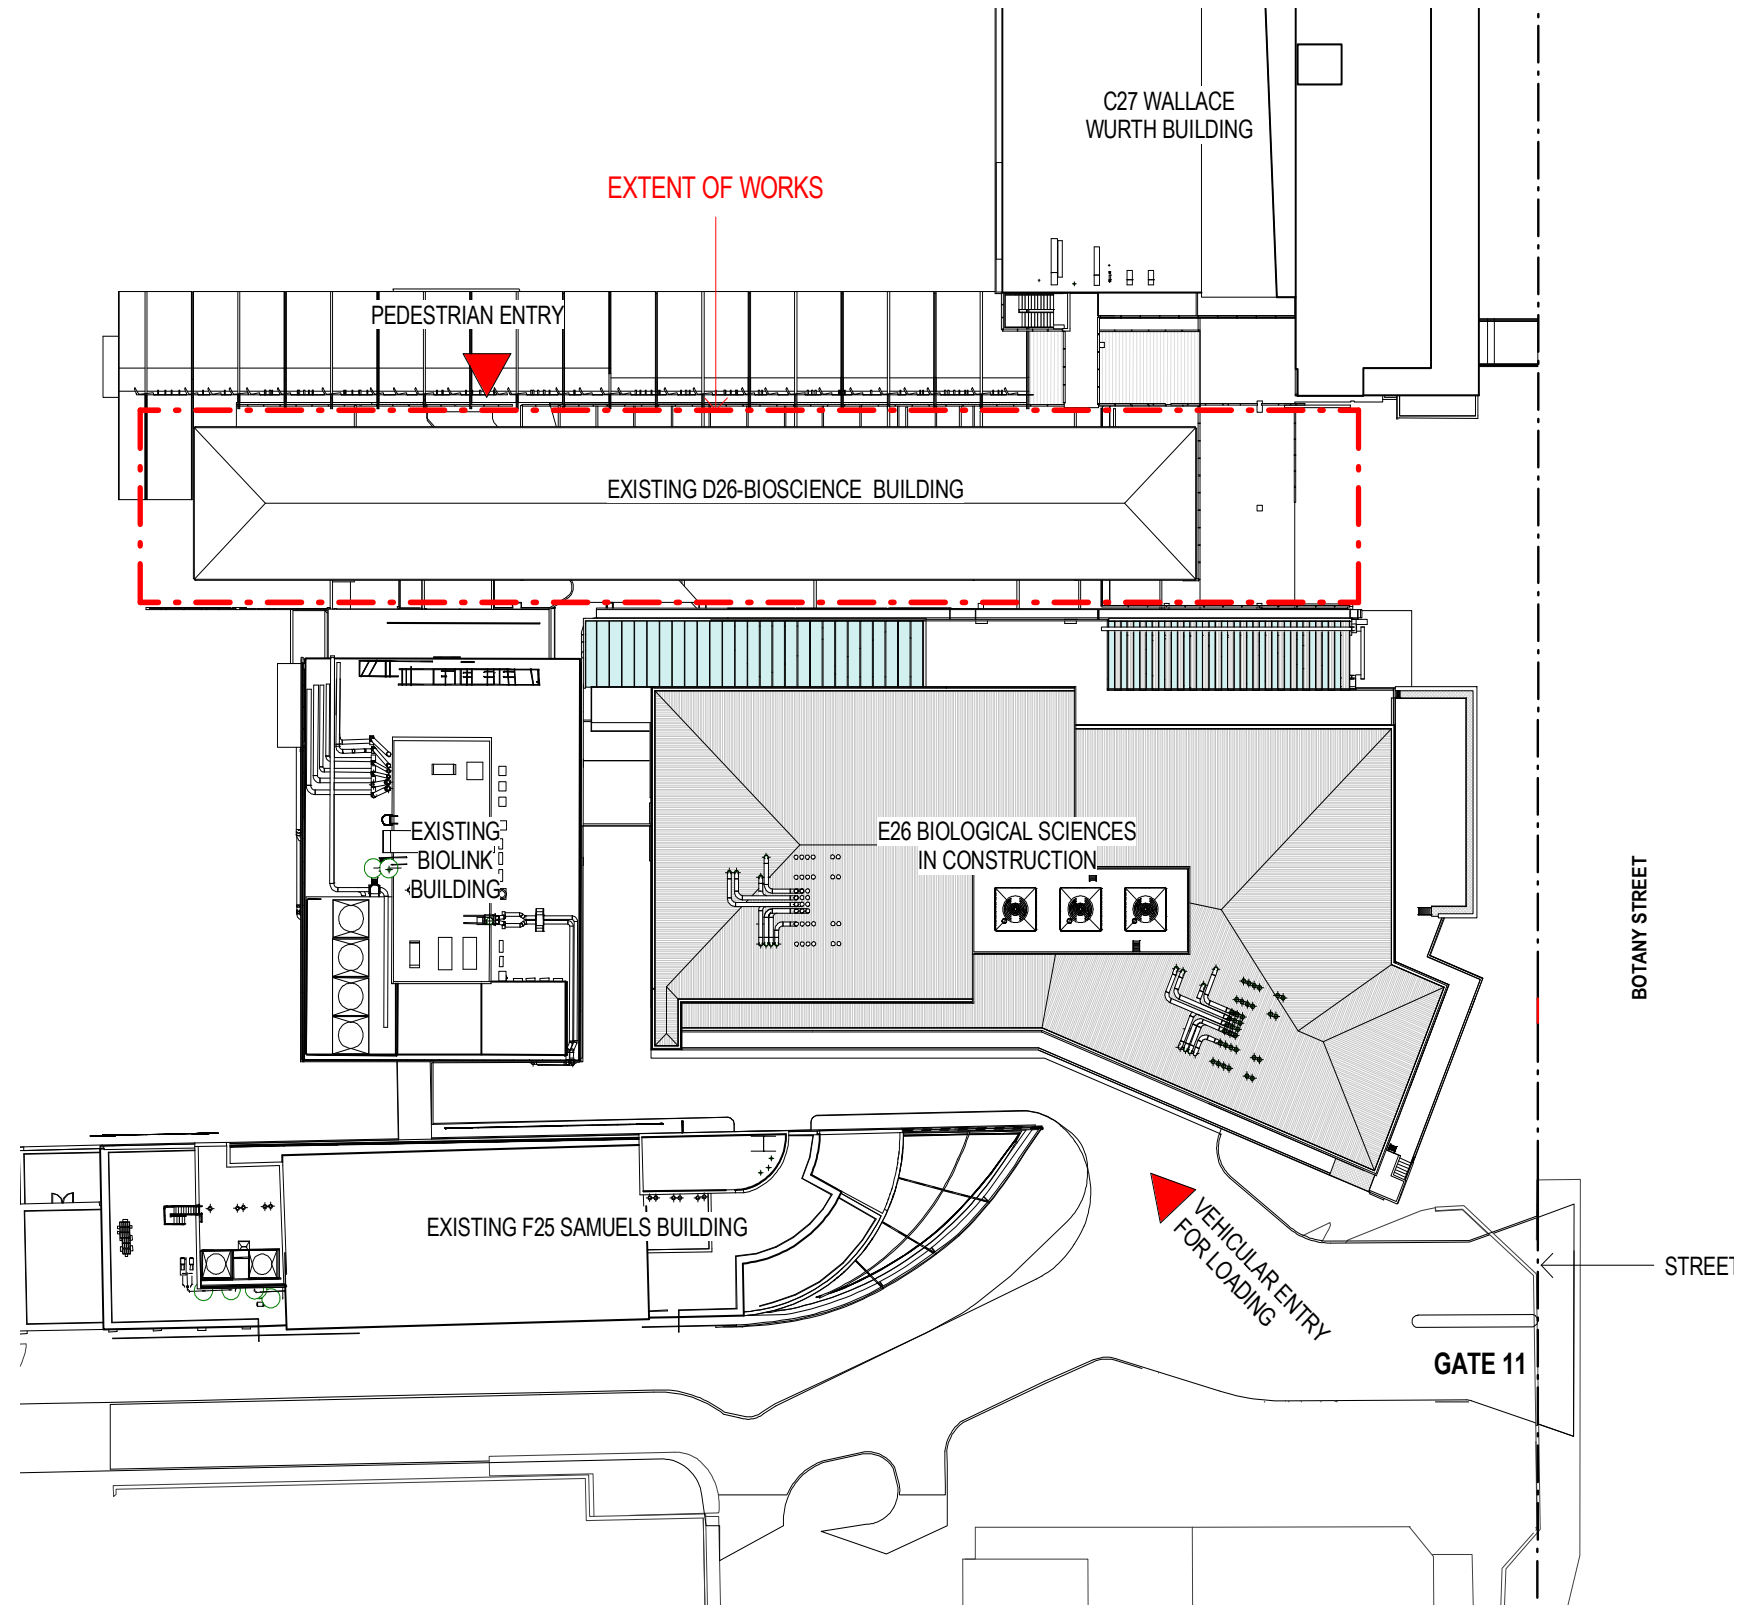 C27 WALLACE
WURTH BUILDING
EXTENT OF WORKS
PEDESTRIAN ENTRY
EXISTING D26-BIOSCIENCE BUILDING
EXISTING
BIOLINK
BUILDING
E26 BIOLOGICAL SCIENCES
IN CONSTRUCTION
BOTANY STREET
EXISTING F25 SAMUELS BUILDING
VEHICULAR ENTRY
FOR LOADING
STREET
GATE 11